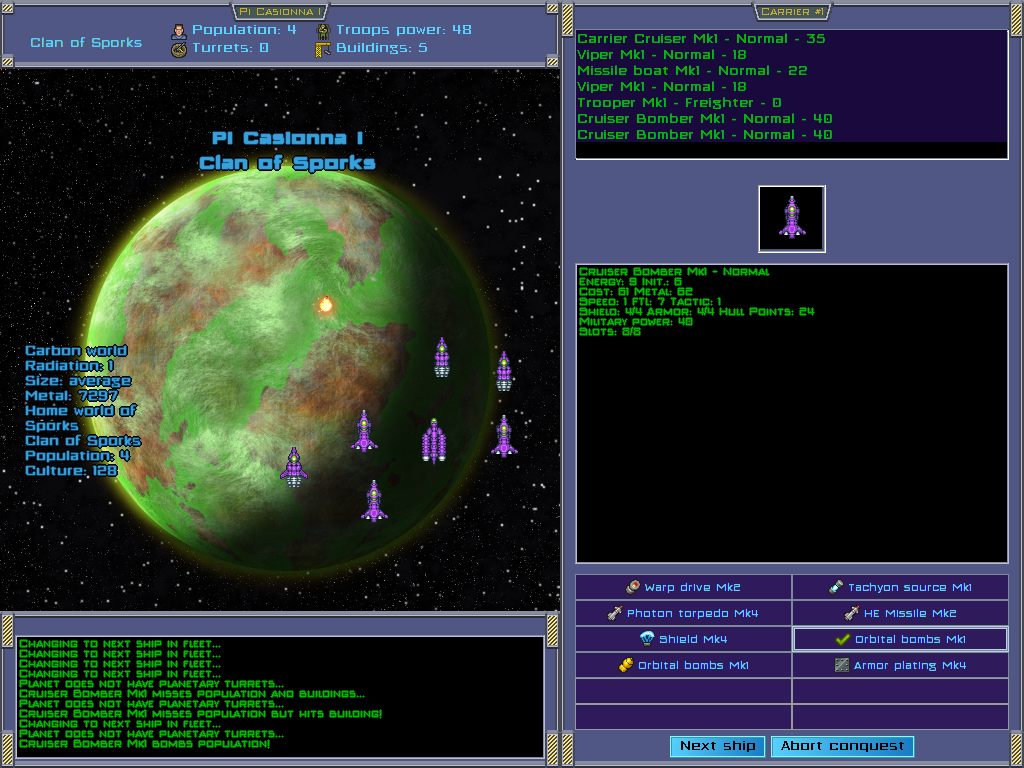 Pi Casionna I
Clan of Sporks
Population: 4
Troops power: 48
Turrets: 0
Buildings: 5
Pi Casionna I
Clan of Sporks
Carbon world
Radiation: 1
Size: average
Metal: 7297
Home world of
Sporks
Clan of Sporks
Population: 4
Culture: 128
Changing to next ship in fleet...
Changing to next ship in fleet...
Changing to next ship in fleet...
Changing to next ship in fleet...
Planet does not have planetary turrets...
Cruiser Bomber Mk1 misses population and buildings...
Planet does not have planetary turrets...
Cruiser Bomber Mk1 misses population but hits building!
Changing to next ship in fleet...
Planet does not have planetary turrets...
Cruiser Bomber Mk1 bombs population!
Carrier #1
Carrier Cruiser Mk1 - Normal - 35
Viper Mk1 - Normal - 18
Missile boat Mk1 - Normal - 22
Viper Mk1 - Normal - 18
Trooper Mk1 - Freighter - 0
Cruiser Bomber Mk1 - Normal - 40
Cruiser Bomber Mk1 - Normal - 40
Cruiser Bomber Mk1 - Normal
Energy: 9 Init.: 6
Cost: 61 Metal: 62
Speed: 1 FTL: 7 Tactic: 1
Shield: 4/4 Armor: 4/4 Hull Points: 24
Military power: 40
Slots: 8/8
Warp drive Mk2
Tachyon source Mk1
Photon torpedo Mk4
HE Missile Mk2
Shield Mk4
Orbital bombs Mk1
Orbital bombs Mk1
Armor plating Mk4
Next ship
Abort conquest